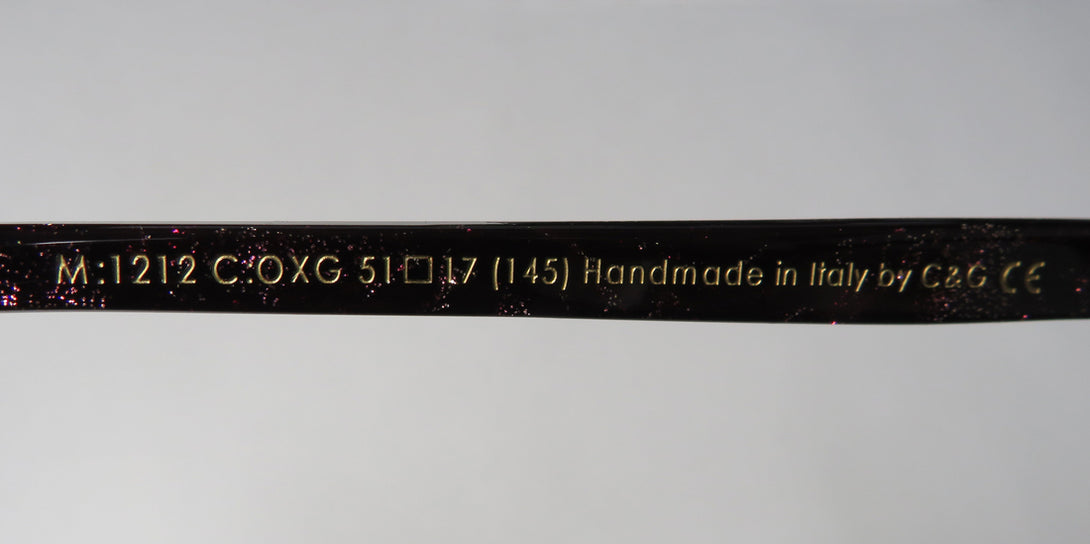 M:1212 C:OXG 51□17 (145) Handmade in Italy by C&G CE